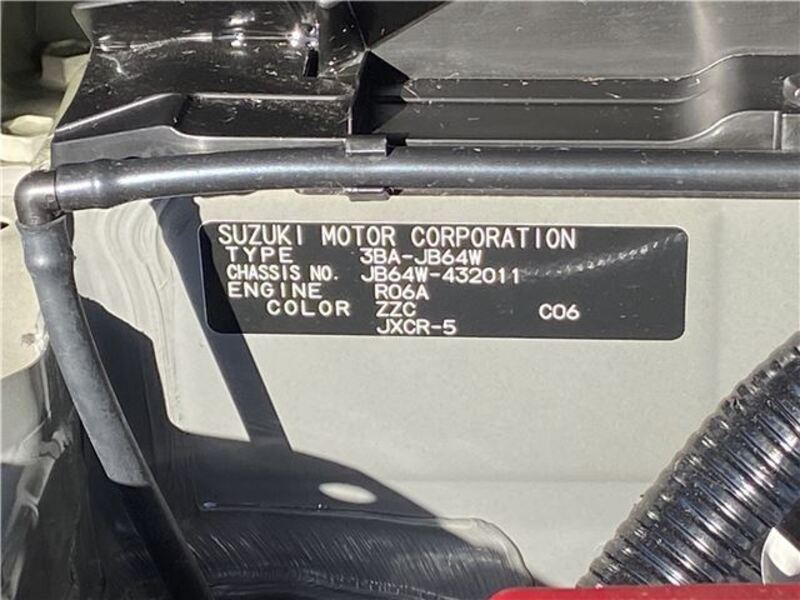 SUZUKI MOTOR CORPORATION
TYPE 3BA-JB64W
CHASSIS NO. JB64W-432011
ENGINE R06A
COLOR ZZC C06
JXCR-5